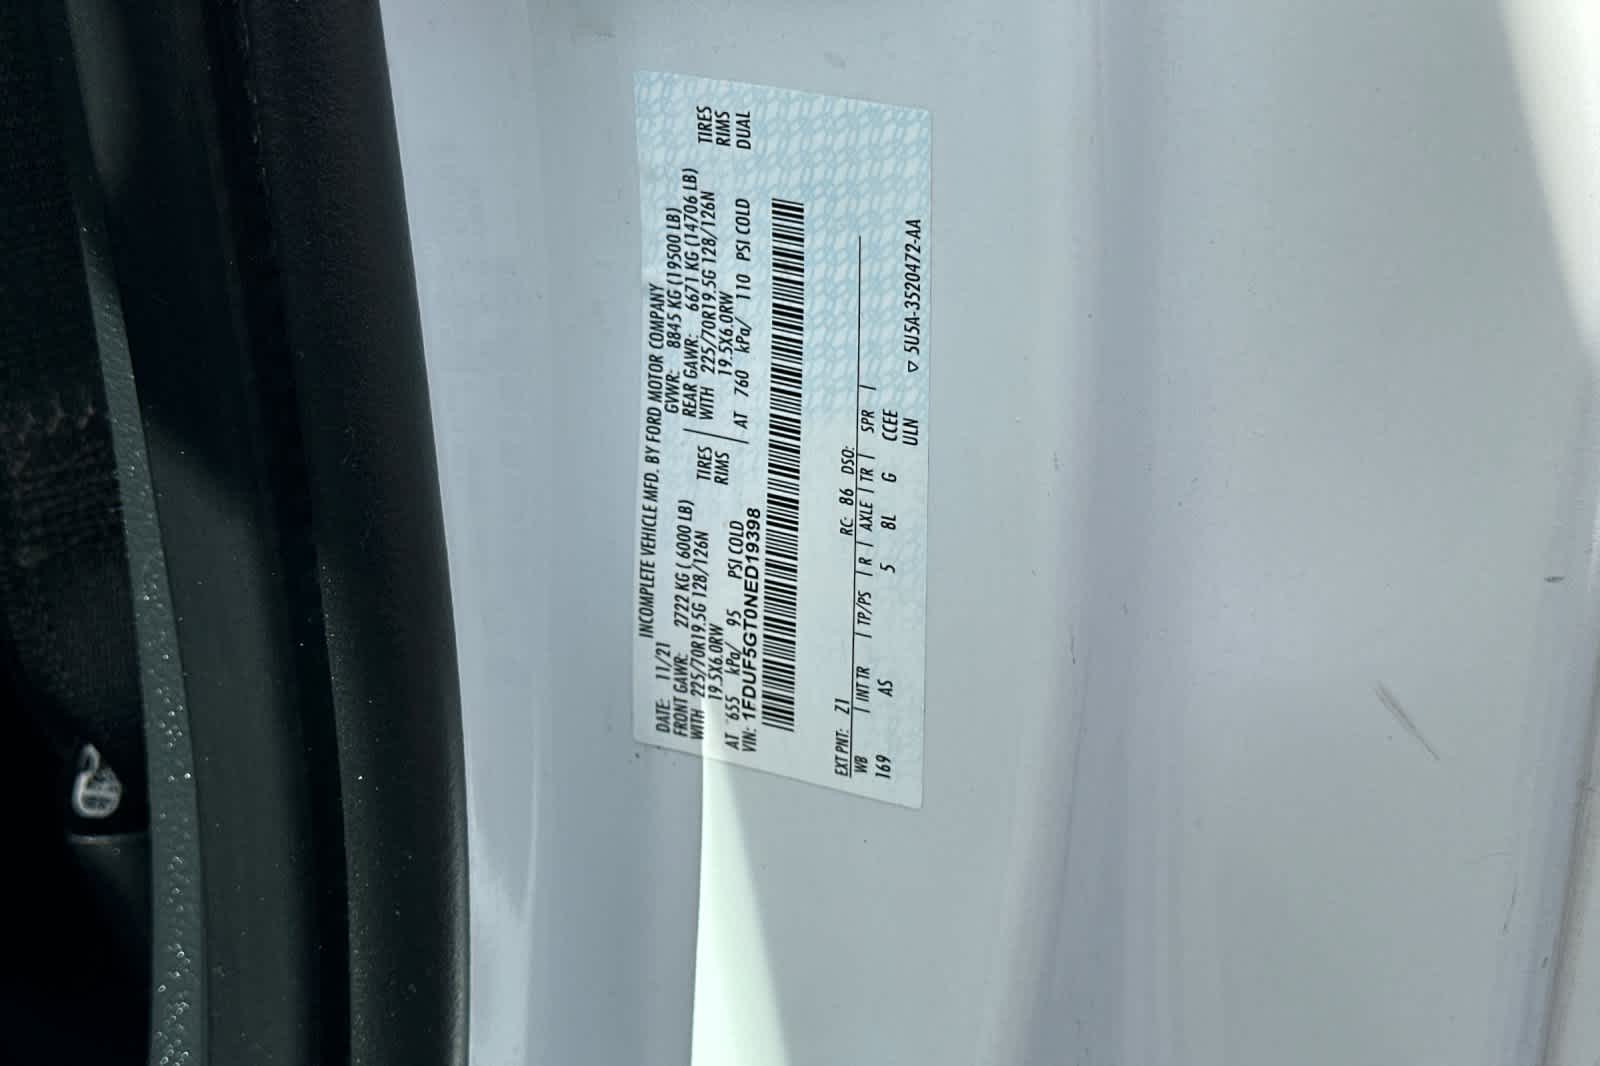 INCOMPLETE VEHICLE MFD. BY FORD MOTOR COMPANY
DATE: 11/21 GVWR: 8845 KG (19500 LB)
FRONT GAWR: 2722 KG ( 6000 LB) REAR GAWR: 6671 KG (14706 LB)
WITH 225/70R19.5G 128/126N TIRES WITH 225/70R19.5G 128/126N TIRES
19.5X6.0RW RIMS 19.5X6.0RW RIMS
AT 655 kPa/ 95 PSI COLD AT 760 kPa/ 110 PSI COLD DUAL
VIN: 1FDUF5GT0NED19398
EXT PNT: Z1 RC: 86 DSO:
WB | INT TR | TP/PS | R | AXLE | TR | SPR |
169 AS 5 8L G CCEE
ULN
▽ 5U5A-3520472-AA